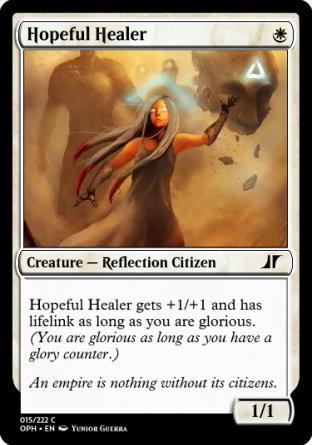 Hopeful Healer
Creature — Reflection Citizen
Hopeful Healer gets +1/+1 and has
lifelink as long as you are glorious.
(You are glorious as long as you have a
glory counter.)
An empire is nothing without its citizens.
1/1
015/222 C
OPH • EN Yunior Guerra